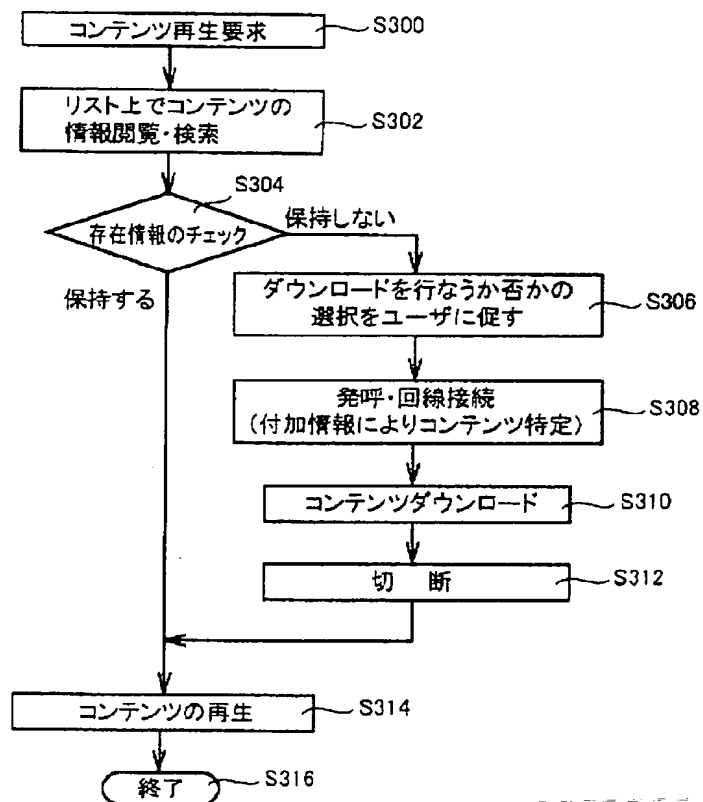 コンテンツ再生要求
S300
リスト上でコンテンツの
情報閲覧・検索
S302
S304
存在情報のチェック
保持しない
保持する
ダウンロードを行なうか否かの
選択をユーザに促す
S306
発呼・回線接続
(付加情報によりコンテンツ特定)
S308
コンテンツダウンロード
S310
切 断
S312
コンテンツの再生
S314
終了
S316